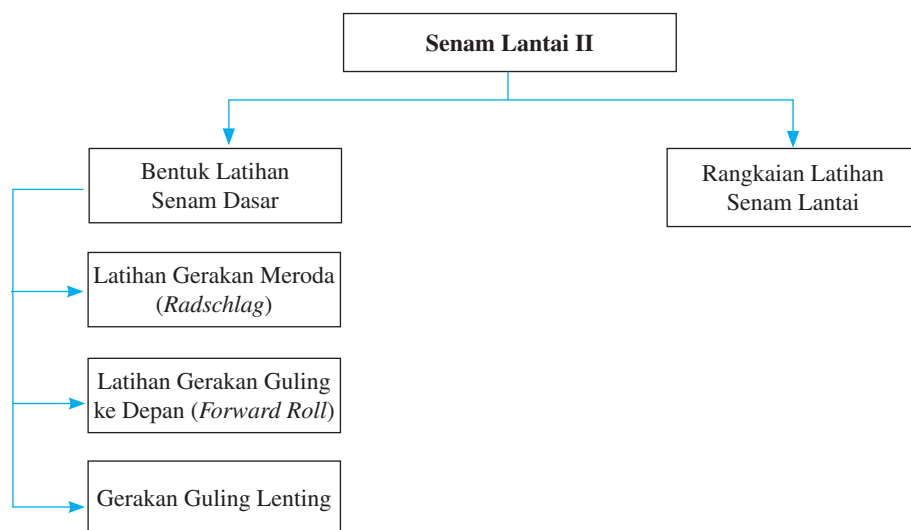 Senam Lantai II
Bentuk Latihan
Senam Dasar
Rangkaian Latihan
Senam Lantai
Latihan Gerakan Meroda
(Radschlag)
Latihan Gerakan Guling
ke Depan (Forward Roll)
Gerakan Guling Lenting